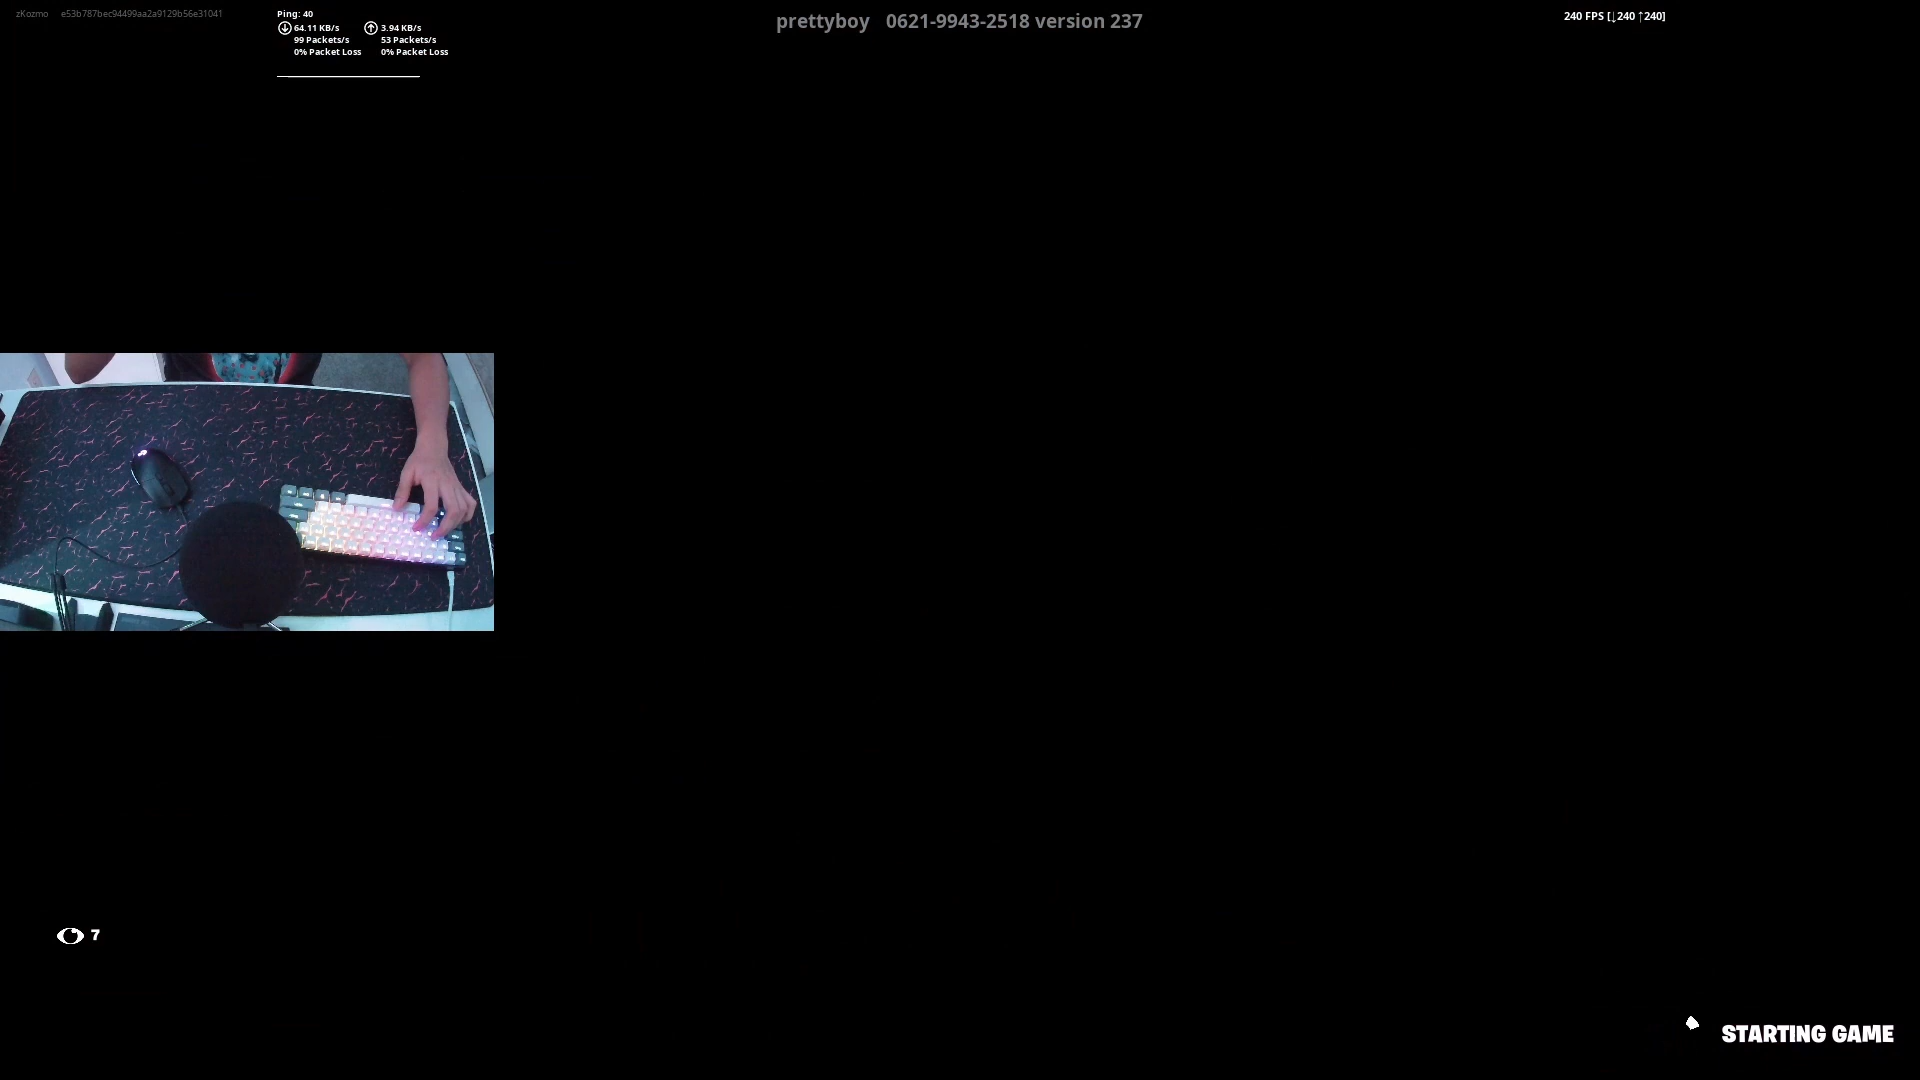 zKozmo e53b787bec94499aa2a9129b56e31041
Ping: 40
64.11 KB/s 3.94 KB/s
99 Packets/s 53 Packets/s
0% Packet Loss 0% Packet Loss
prettyboy 0621-9943-2518 version 237
240 FPS [↓240 ↑240]
7
STARTING GAME